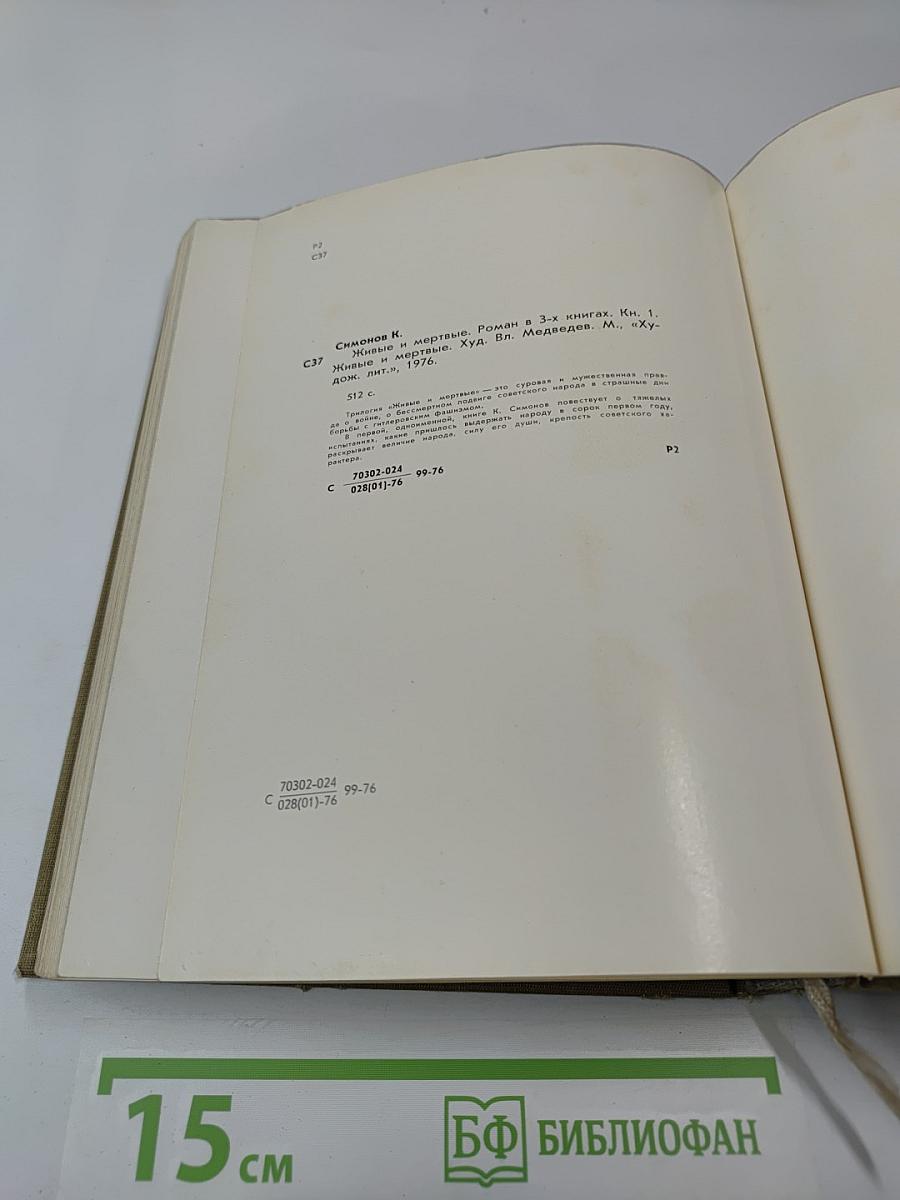 Р2
С37
Симонов К.
С37 Живые и мертвые. Роман в 3-х книгах. Кн. 1.
Живые и мертвые. Худ. Вл. Медведев. М., «Ху-
дож. лит.», 1976.
512 с.
Трилогия «Живые и мертвые» — это суровая и мужественная прав-
да о войне, о бессмертном подвиге советского народа в страшные дни
борьбы с гитлеровским фашизмом.
В первой, одноименной, книге К. Симонов повествует о тяжелых
испытаниях, какие пришлось выдержать народу в сорок первом году,
раскрывает величие народа, силу его души, крепость советского ха-
рактера.
С 70302-024 99-76
028(01)-76
Р2
С 70302-024 99-76
028(01)-76
15 см
БФ БИБЛИОФАН